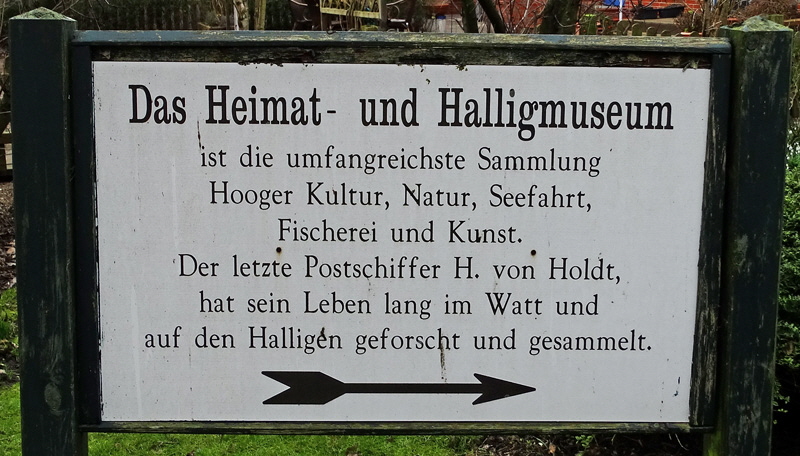 Das Heimat- und Halligmuseum
ist die umfangreichste Sammlung
Hooger Kultur, Natur, Seefahrt,
Fischerei und Kunst.
Der letzte Postschiffer H. von Holdt,
hat sein Leben lang im Watt und
auf den Halligen geforscht und gesammelt.